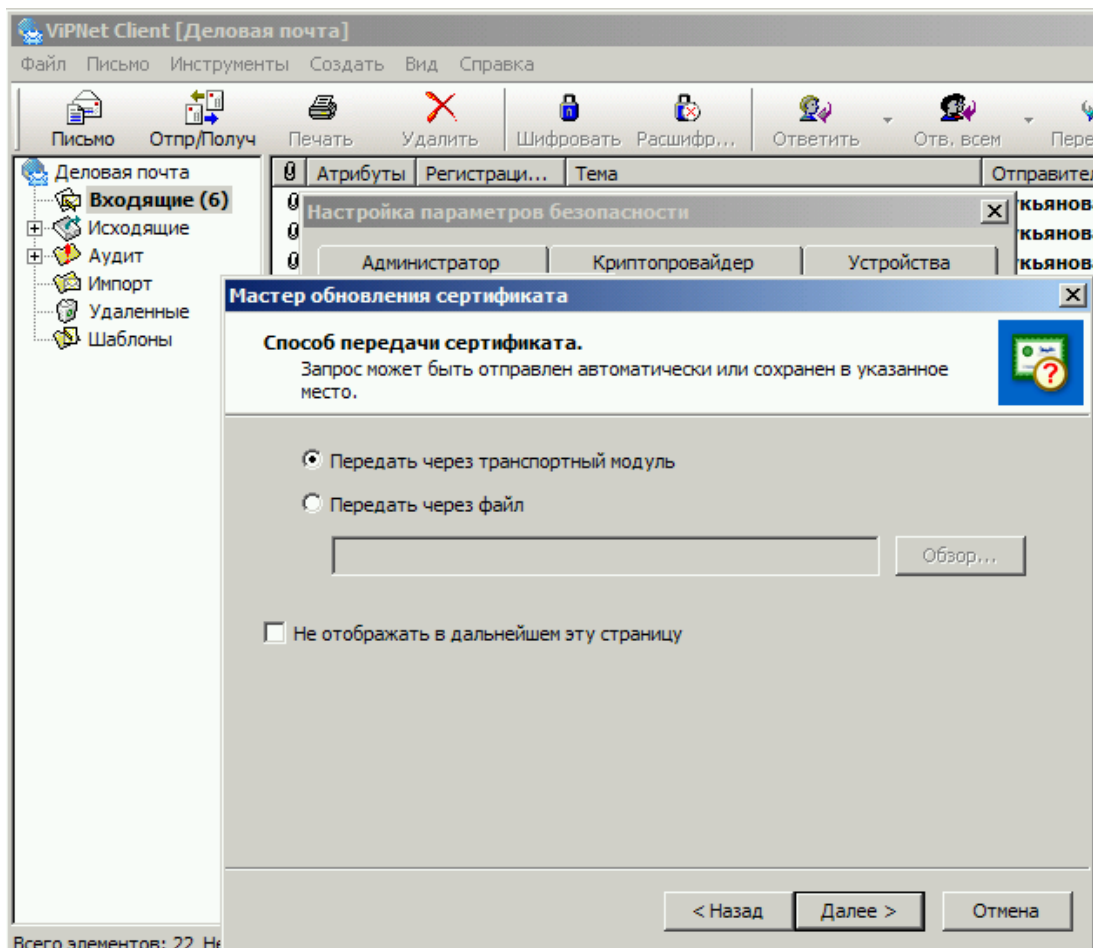 ViPNet Client [Деловая почта]
Файл Письмо Инструменты Создать Вид Справка
Письмо Отпр/Получ Печать Удалить Шифровать Расшифр... Ответить Отв. всем
Деловая почта
Входящие (6)
Исходящие
Аудит
Импорт
Удаленные
Шаблоны
Атрибуты Регистраци... Тема
Настройка параметров безопасности
Администратор Криптопровайдер Устройства
Мастер обновления сертификата
Способ передачи сертификата.
Запрос может быть отправлен автоматически или сохранен в указанное
место.
Передать через транспортный модуль
Передать через файл
Обзор...
Не отображать в дальнейшем эту страницу
< Назад Далее > Отмена
Всего элементов: 22